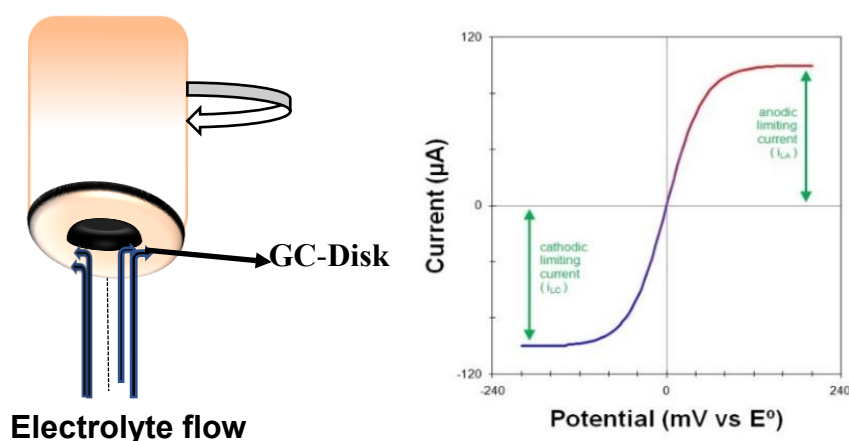 GC-Disk
Electrolyte flow
120
anodic
limiting
current
( iLA )
Current (µA)
0
cathodic
limiting
current
( iLC )
-120
-240
0
240
Potential (mV vs Eº)